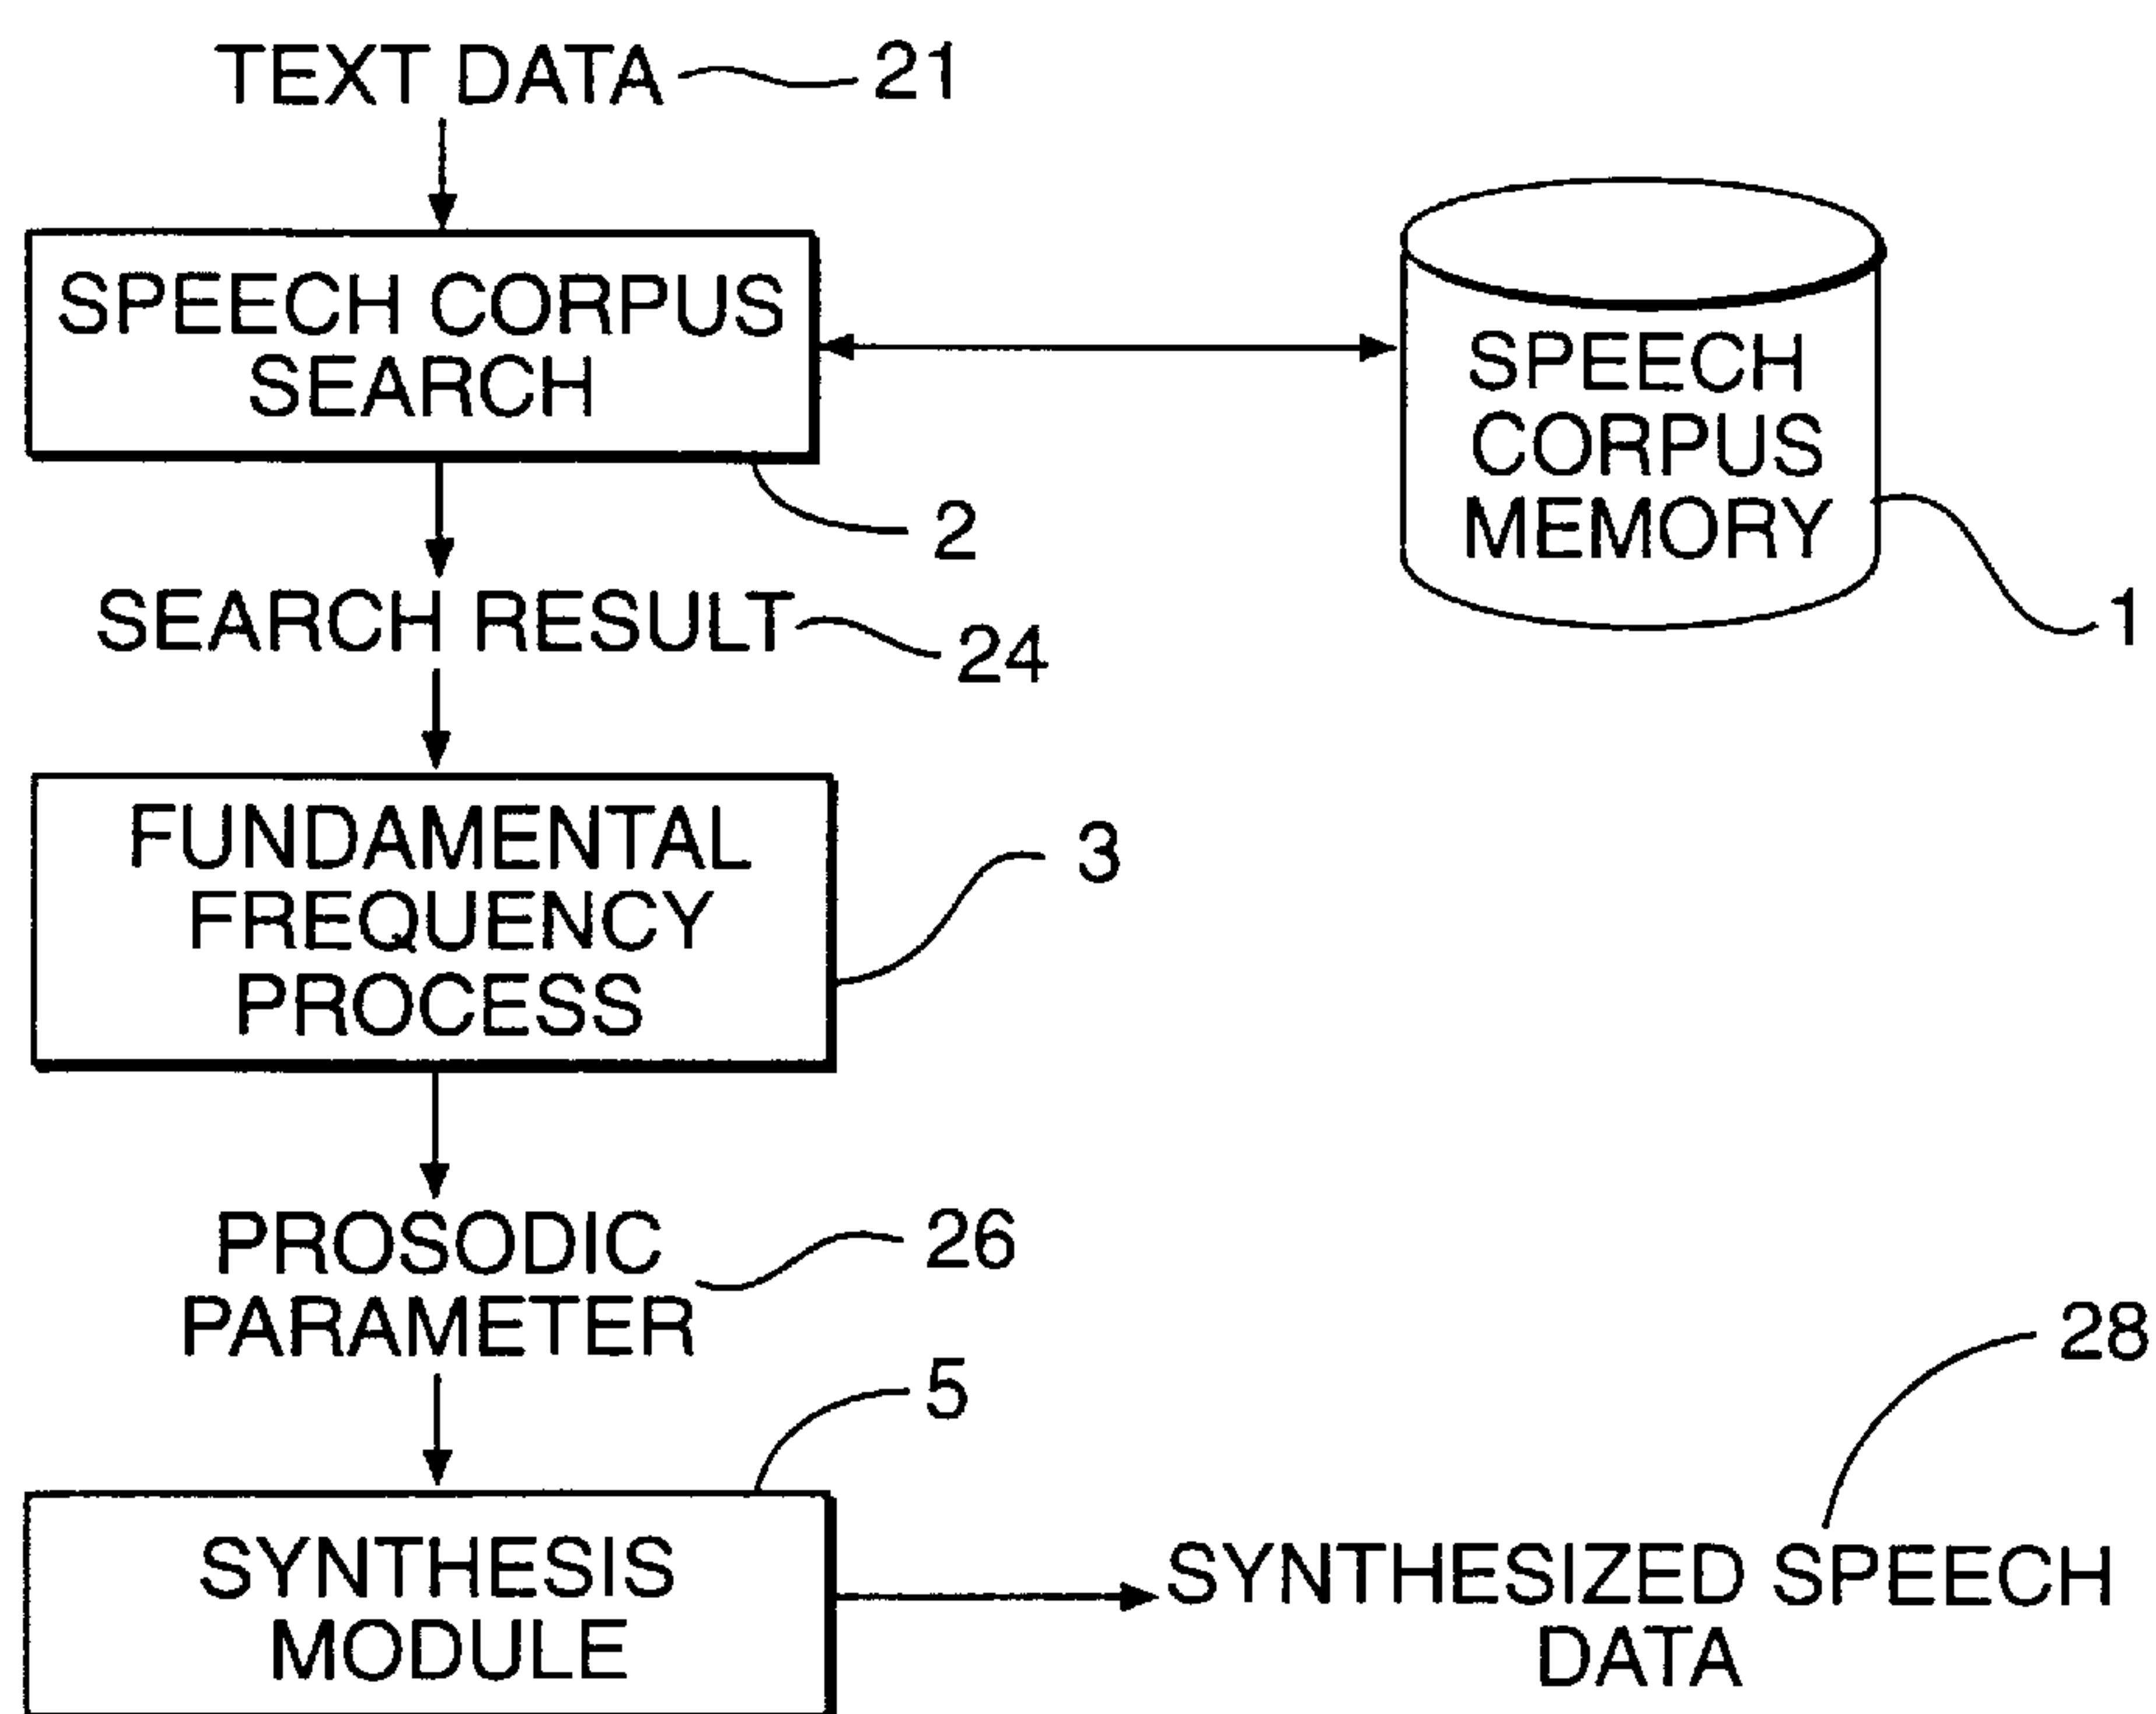 TEXT DATA 21
SPEECH CORPUS
SEARCH
2
SPEECH
CORPUS
MEMORY
1
SEARCH RESULT 24
FUNDAMENTAL
FREQUENCY
PROCESS
3
PROSODIC
PARAMETER
26
5
SYNTHESIS
MODULE
28
SYNTHESIZED SPEECH
DATA